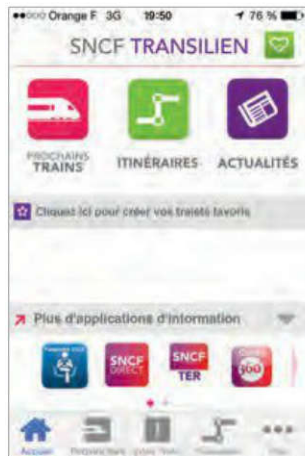 Orange F 3G 19:50 76 %
SNCF TRANSILIEN
PROCHAINS TRAINS
ITINÉRAIRES
ACTUALITÉS
Cliquez ici pour créer vos trajets favoris
Plus d'applications d'information
SNCF DIRECT
SNCF TER
360
Accueil